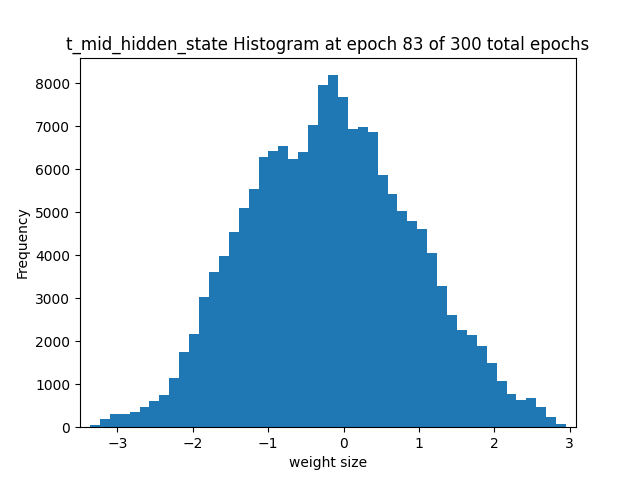 t_mid_hidden_state Histogram at epoch 83 of 300 total epochs
8000
7000
6000
5000
4000
3000
2000
1000
0
Frequency
−3 −2 −1 0 1 2 3
weight size